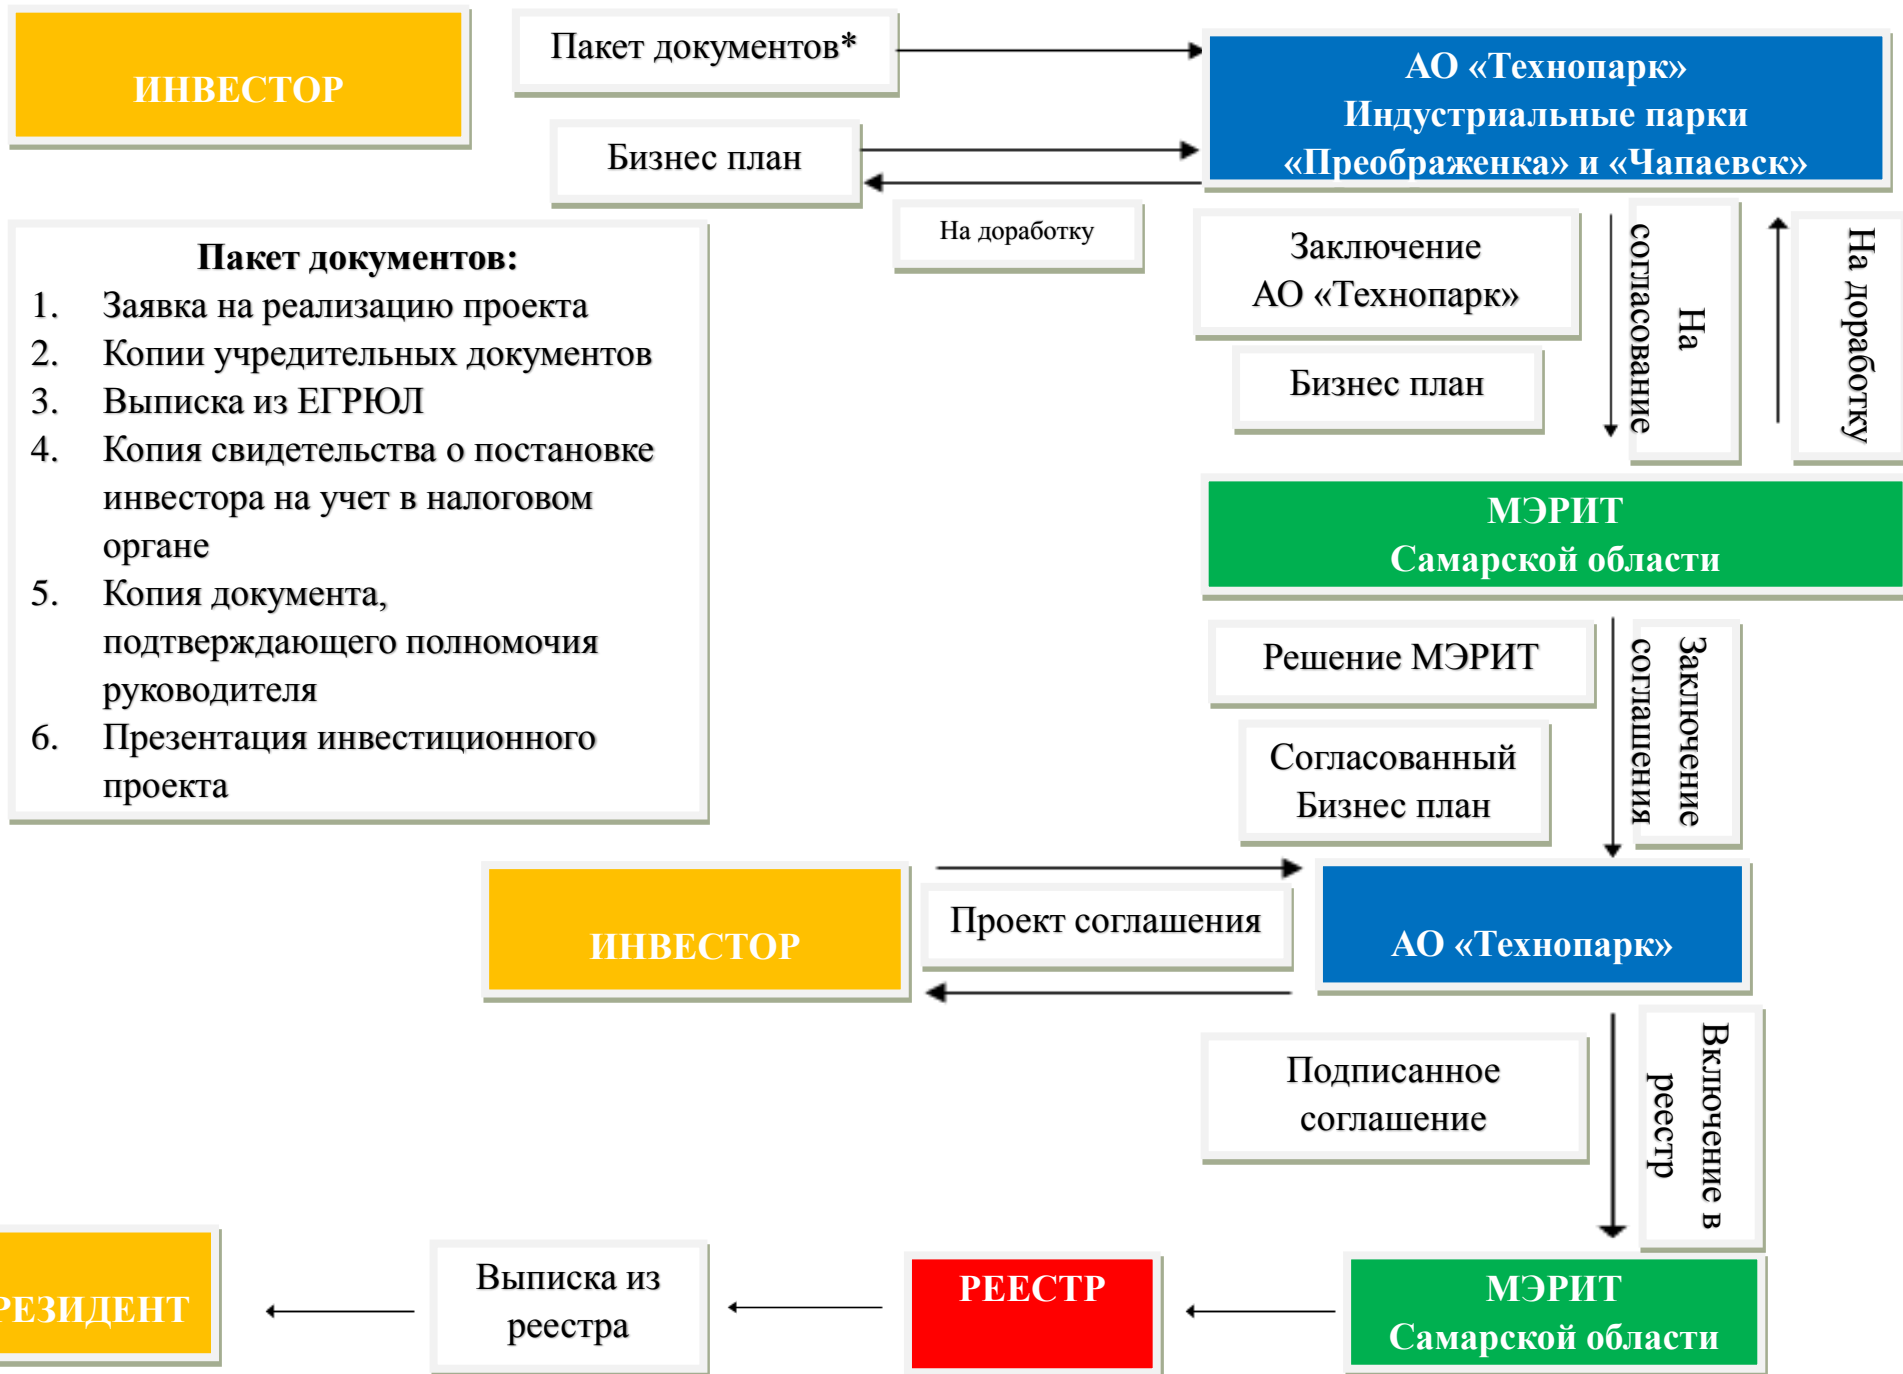 ИНВЕСТОР
Пакет документов*
АО «Технопарк»
Индустриальные парки
«Преображенка» и «Чапаевск»
Бизнес план
На доработку
Пакет документов:
1. Заявка на реализацию проекта
2. Копии учредительных документов
3. Выписка из ЕГРЮЛ
4. Копия свидетельства о постановке
инвестора на учет в налоговом
органе
5. Копия документа,
подтверждающего полномочия
руководителя
6. Презентация инвестиционного
проекта
Заключение
АО «Технопарк»
Бизнес план
На
согласование
На доработку
МЭРИТ
Самарской области
Решение МЭРИТ
Согласованный
Бизнес план
Заключение
соглашения
ИНВЕСТОР
Проект соглашения
АО «Технопарк»
Подписанное
соглашение
Включение в
реестр
РЕЗИДЕНТ
Выписка из
реестра
РЕЕСТР
МЭРИТ
Самарской области